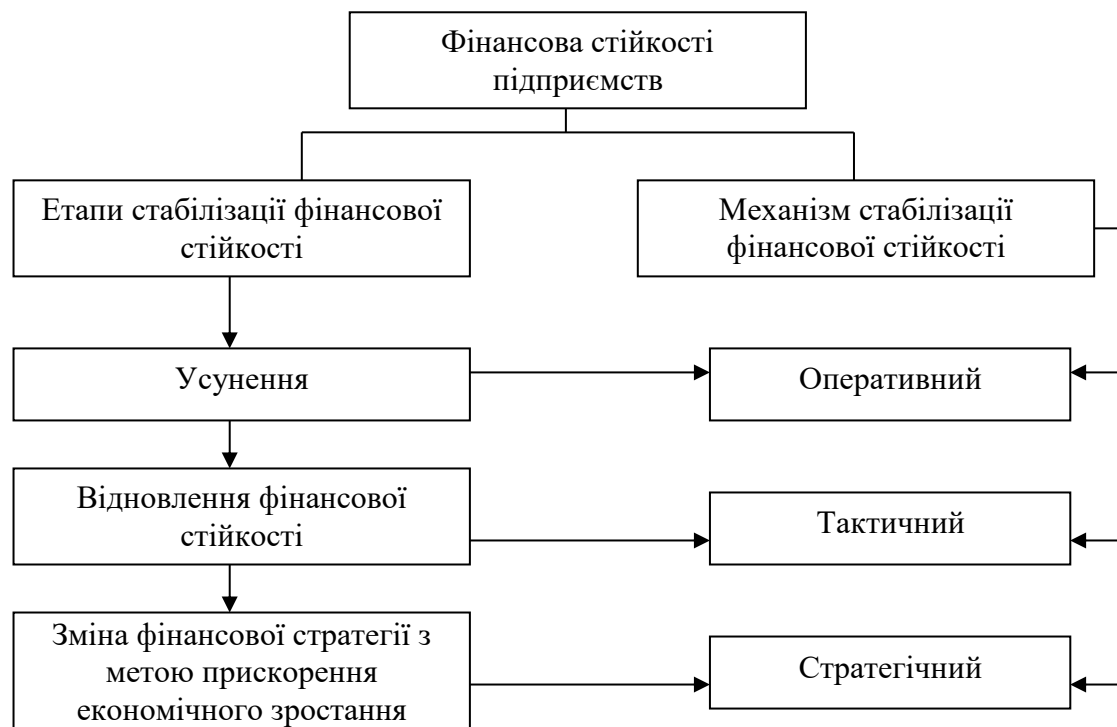 Фінансова стійкості
підприємств
Етапи стабілізації фінансової
стійкості
Механізм стабілізації
фінансової стійкості
Усунення
Оперативний
Відновлення фінансової
стійкості
Тактичний
Зміна фінансової стратегії з
метою прискорення
економічного зростання
Стратегічний